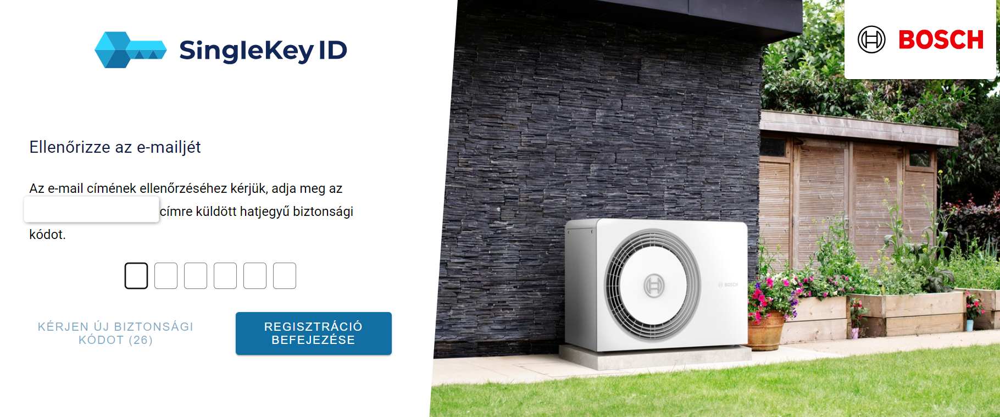 SingleKey ID
BOSCH
Ellenőrizze az e-mailjét
Az e-mail címének ellenőrzéséhez kérjük, adja meg az
címre küldött hatjegyű biztonsági
kódot.
KÉRJEN ÚJ BIZTONSÁGI
KÓDOT (26)
REGISZTRÁCIÓ
BEFEJEZÉSE
BOSCH